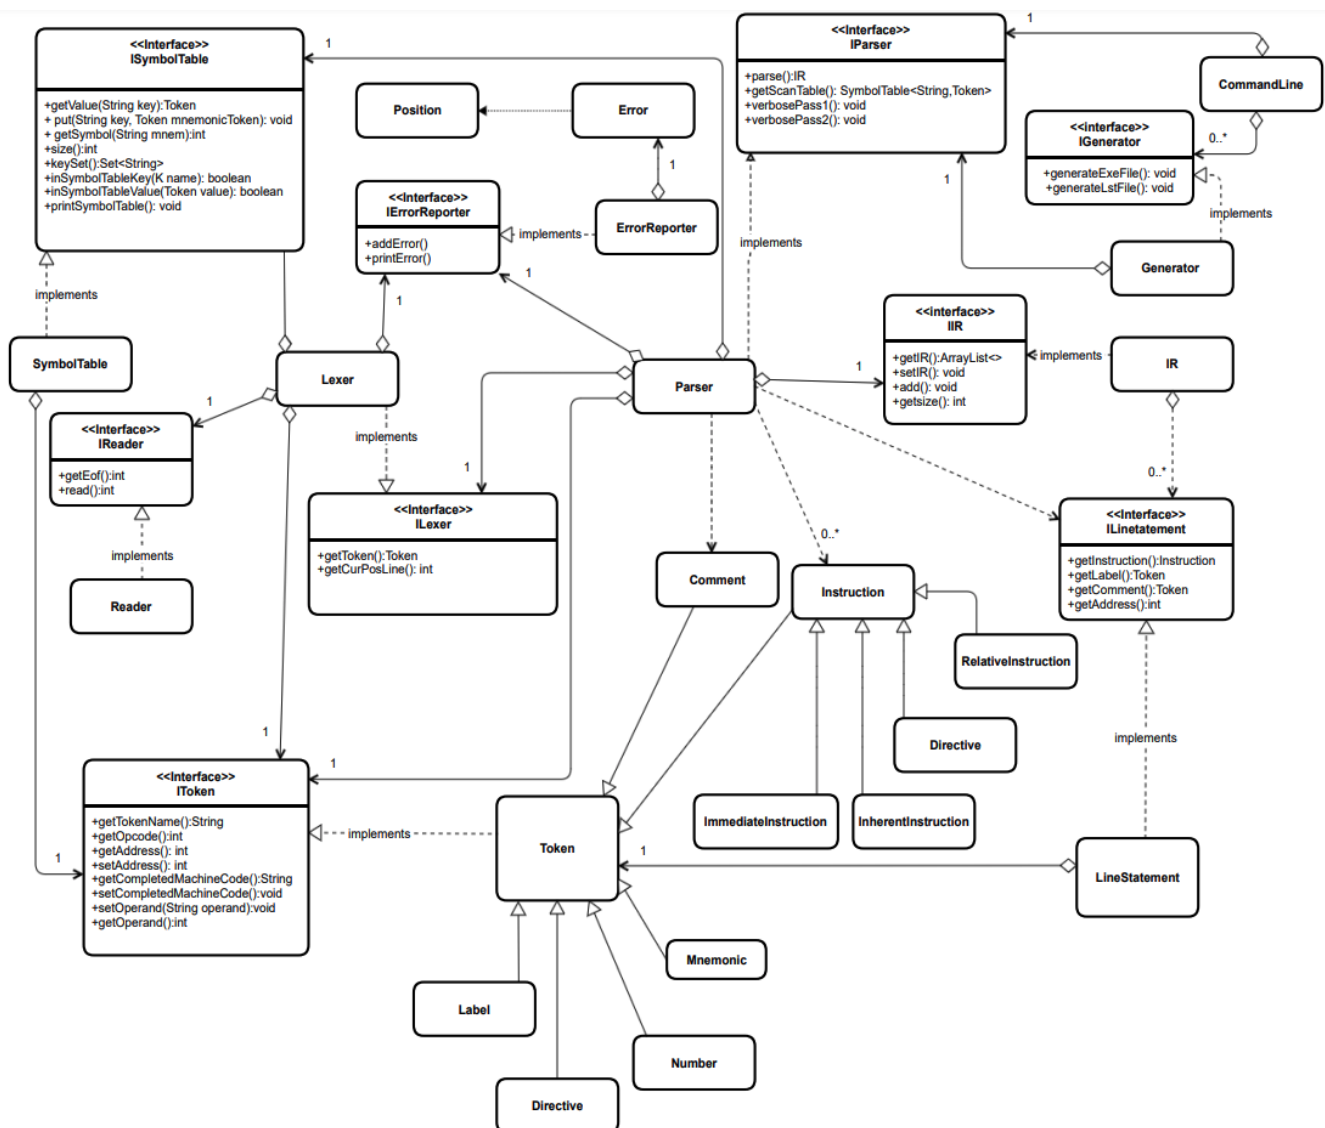 <<Interface>>
ISymbolTable
+getValue(String key):Token
+ put(String key, Token mnemonicToken): void
+ getSymbol(String mnem):int
+size():int
+keySet():Set<String>
+inSymbolTableKey(K name): boolean
+inSymbolTableValue(Token value): boolean
+printSymbolTable(): void
1
<<Interface>>
IParser
+parse():IR
+getScanTable(): SymbolTable<String,Token>
+verbosePass1(): void
+verbosePass2(): void
1
CommandLine
0..*
Position
Error
1
<<interface>>
IGenerator
+generateExeFile(): void
+generateLstFile(): void
1
implements
<<Interface>>
IErrorReporter
+addError()
+printError()
implements
ErrorReporter
implements
Generator
1
1
implements
SymbolTable
Lexer
Parser
1
<<interface>>
IIR
+getIR():ArrayList<>
+setIR(): void
+add(): void
+getsize(): int
implements
IR
1
<<Interface>>
IReader
+getEof():int
+read():int
implements
1
0..*
<<Interface>>
ILexer
+getToken():Token
+getCurPosLine(): int
<<Interface>>
ILinetatement
+getInstruction():Instruction
+getLabel():Token
+getComment():Token
+getAddress():int
0..*
implements
Reader
Comment
Instruction
RelativeInstruction
Directive
implements
1
1
<<Interface>>
IToken
+getTokenName():String
+getOpcode():int
+getAddress(): int
+setAddress(): int
+getCompletedMachineCode():String
+setCompletedMachineCode():void
+setOperand(String operand):void
+getOperand():int
1
implements
Token
ImmediateInstruction
InherentInstruction
1
LineStatement
Mnemonic
Label
Number
Directive